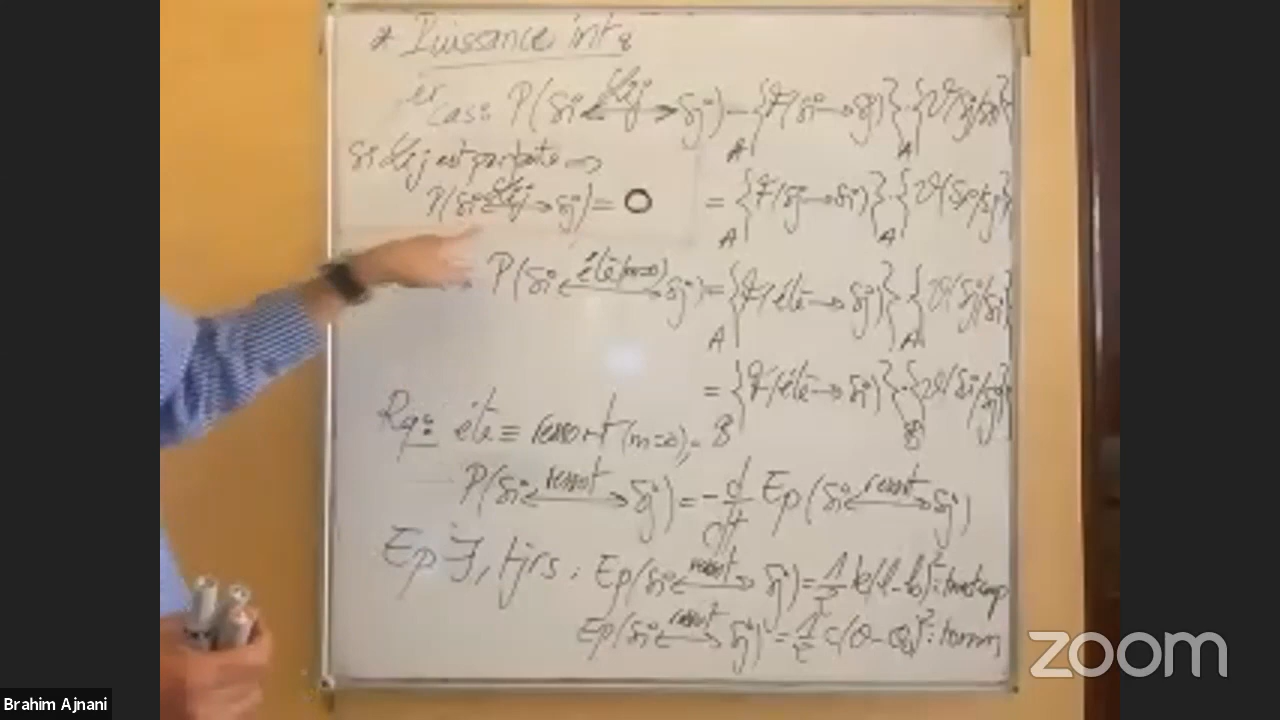 * Puissance int :
1er cas : P(Si <-Lij-> Sj) = {F(Si→Sj)}A . {V(Sj/Si)}A
Si Lij est parfaite =>
P(Si <-Lij-> Sj) = 0 = {F(Sj→Si)}A . {V(Si/Sj)}A
P(Si <-élé(m=0)-> Sj) = {F(élé→Sj)}A . {V(Sj/Si)}A
= {F(élé→Si)}B . {V(Si/Sj)}B
Rq : élé ≡ ressort (m=0),
P(Si <-ressort-> Sj) = -d/dt Ep(Si <-ressort-> Sj)
Ep ∃, tjrs : Ep(Si <-ressort-> Sj) = 1/2 k(l-l0)² :
Ep(Si <-ressort-> Sj) = 1/2 c(θ-θ0)² :
zoom
Brahim Ajnani